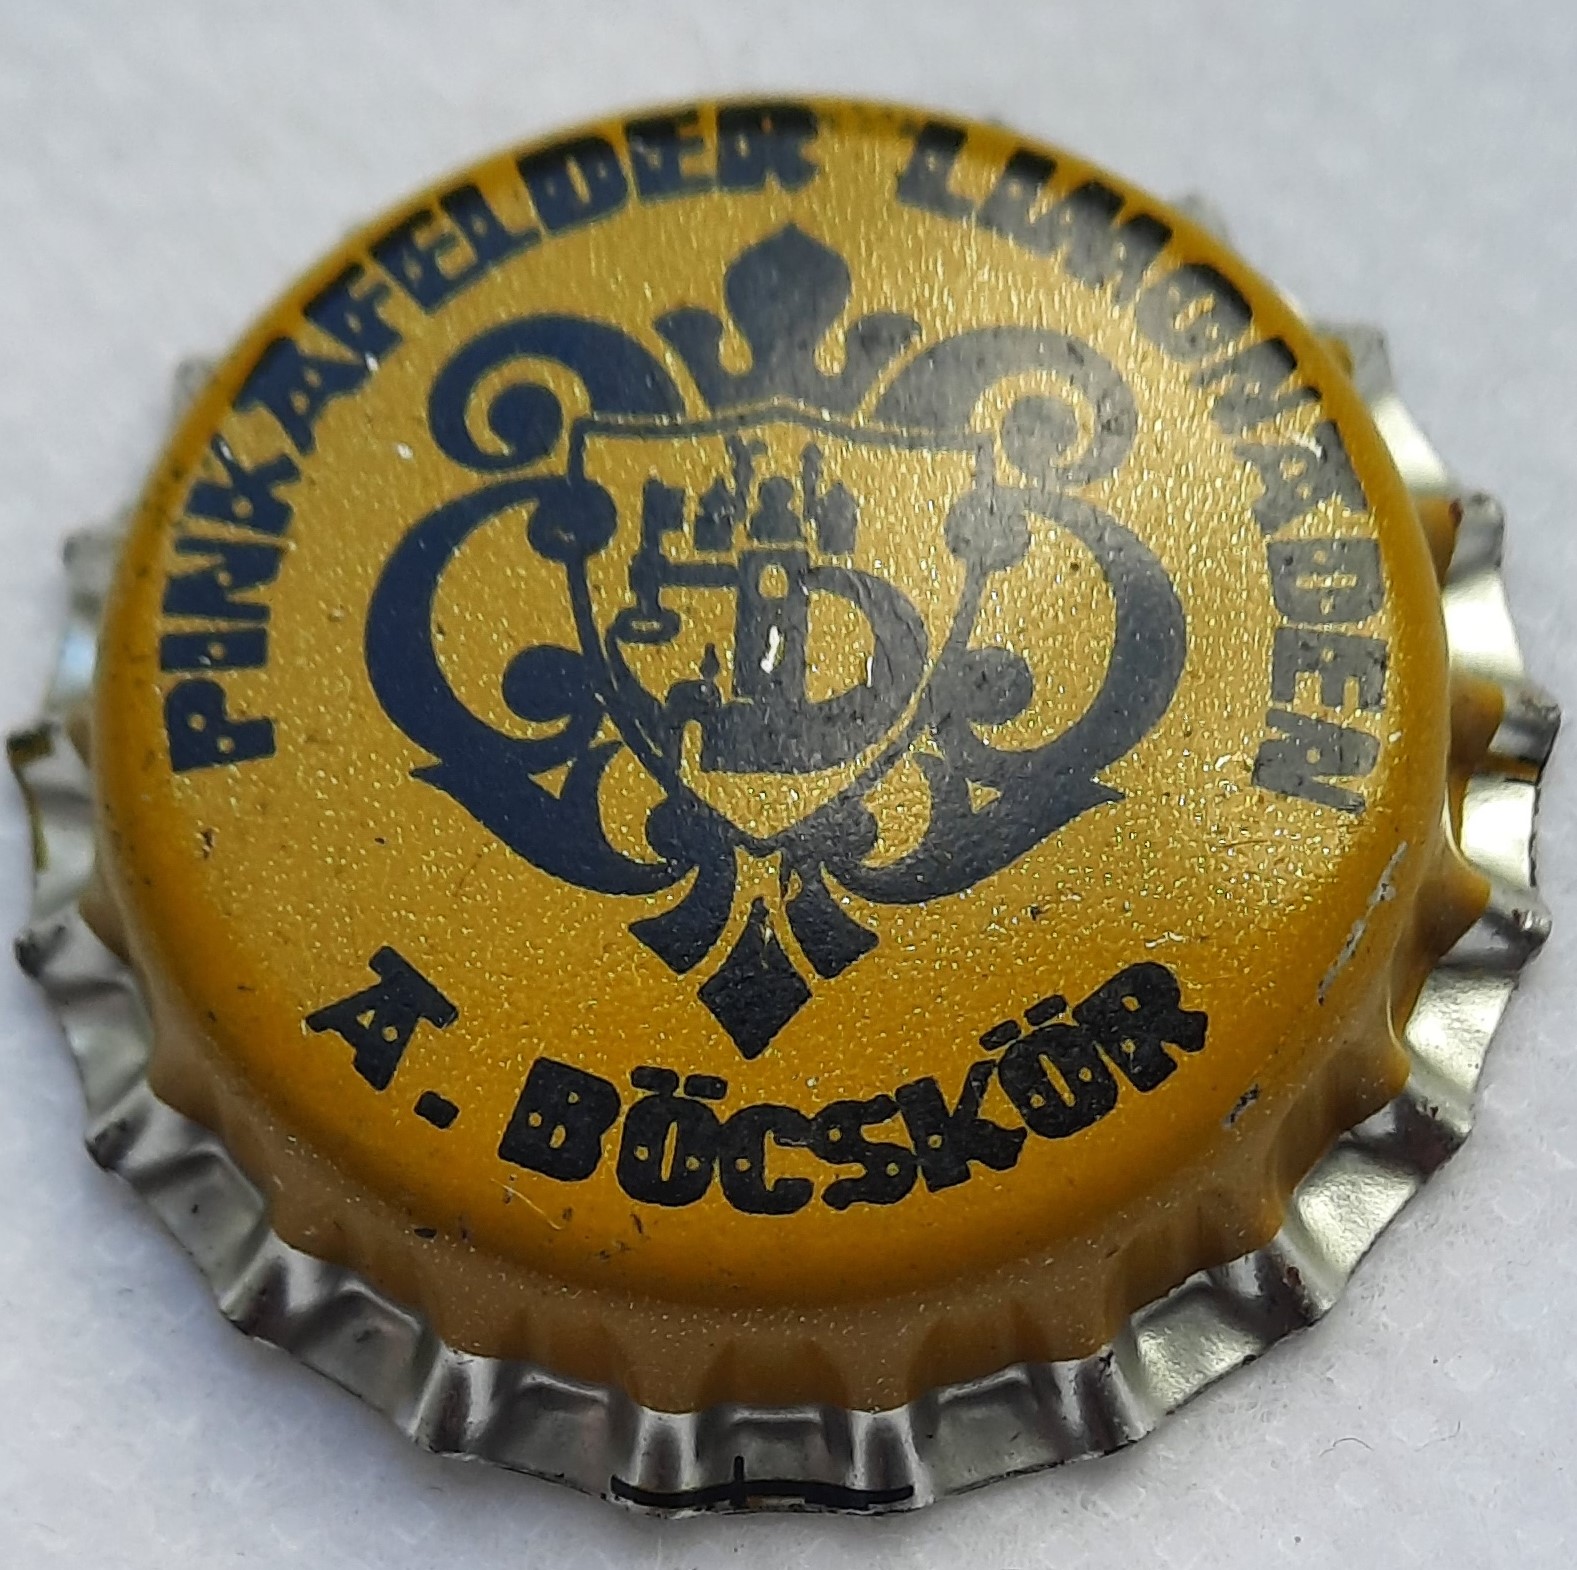 PINKAFELDER LIMONADEN
A. BÖCSKÖR